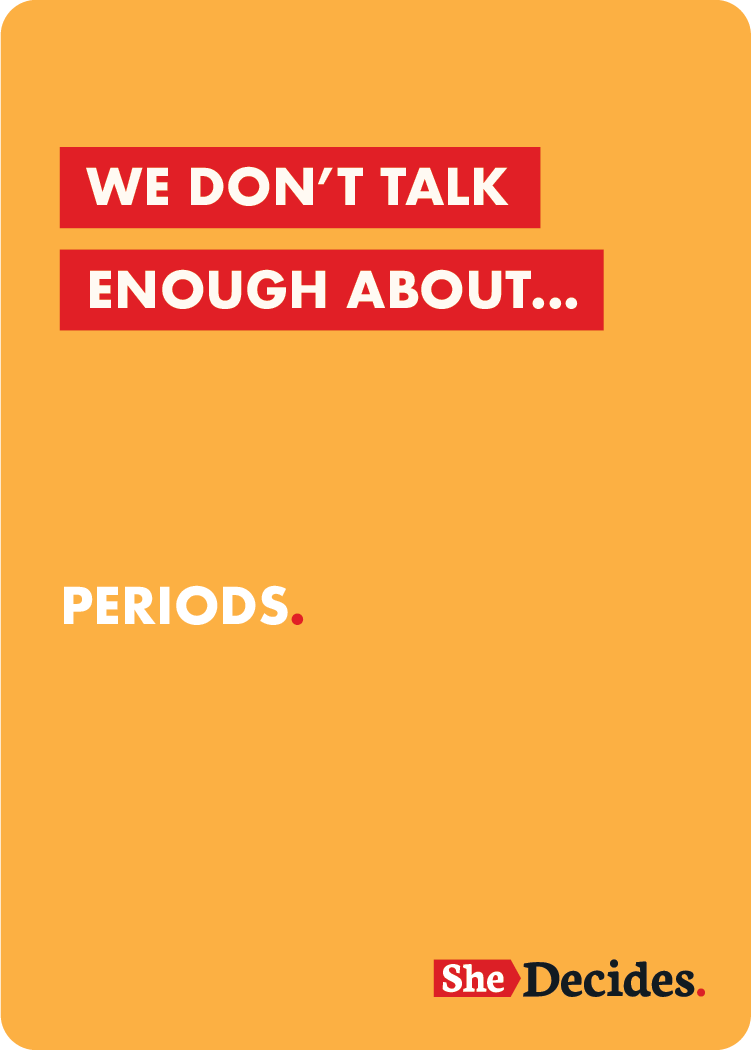 WE DON’T TALK
ENOUGH ABOUT...
PERIODS.
She Decides.